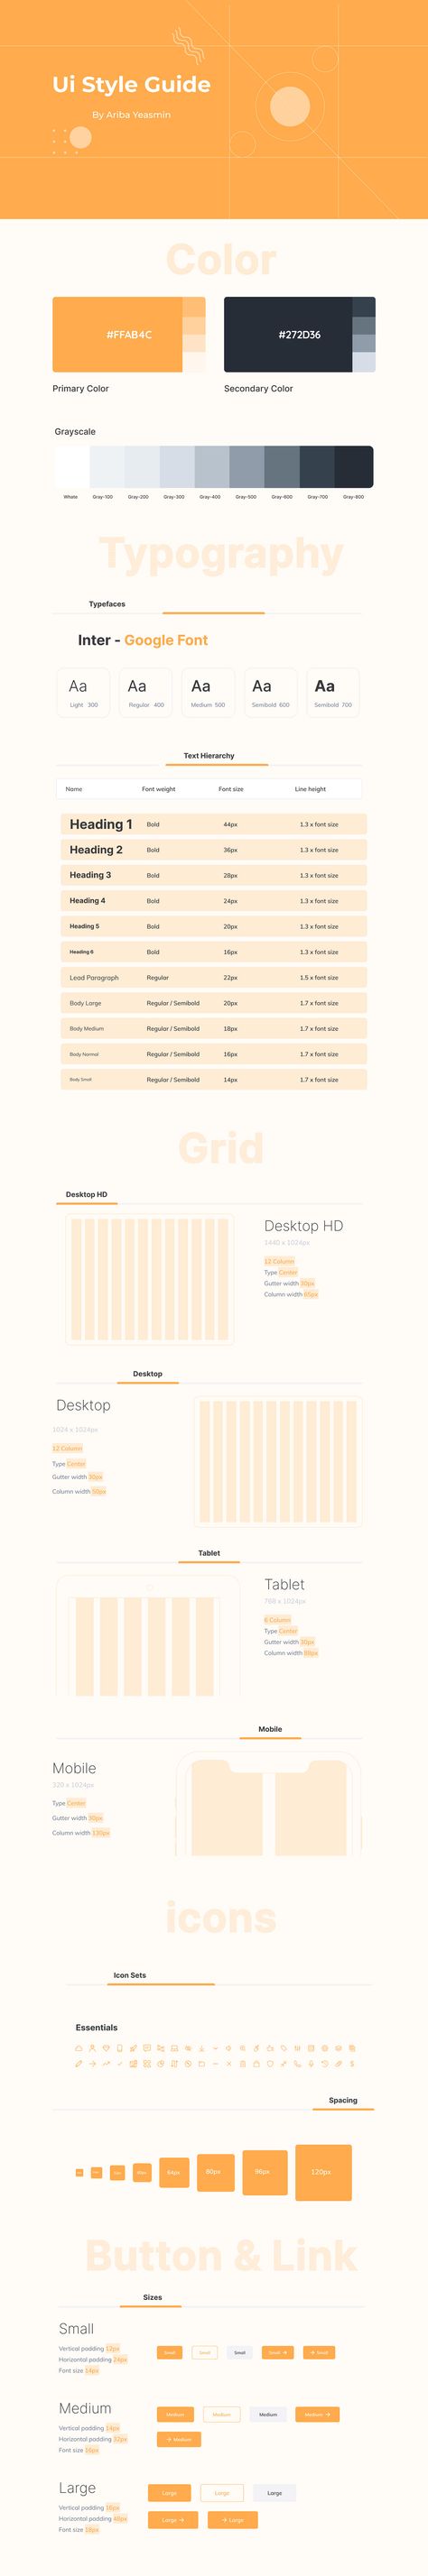 Ui Style Guide
By Ariba Yeasmin
Color
#FFAB4C
#272D36
Primary Color
Secondary Color
Grayscale
Whate Gray-100 Gray-200 Gray-300 Gray-400 Gray-500 Gray-600 Gray-700 Gray-800
Typography
Typefaces
Inter - Google Font
Aa Aa Aa Aa Aa
Light 300 Regular 400 Medium 500 Semibold 600 Semibold 700
Text Hierarchy
Name Font weight Font size Line height
Heading 1 Bold 44px 1.3 x font size
Heading 2 Bold 36px 1.3 x font size
Heading 3 Bold 28px 1.3 x font size
Heading 4 Bold 24px 1.3 x font size
Heading 5 Bold 20px 1.3 x font size
Heading 6 Bold 16px 1.3 x font size
Lead Paragraph Regular 22px 1.5 x font size
Body Large Regular / Semibold 20px 1.7 x font size
Body Medium Regular / Semibold 18px 1.7 x font size
Body Normal Regular / Semibold 16px 1.7 x font size
Body Small Regular / Semibold 14px 1.7 x font size
Grid
Desktop HD
Desktop HD
1440 x 1024px
12 Column
Type Center
Gutter width 30px
Column width 65px
Desktop
Desktop
1024 x 1024px
12 Column
Type Center
Gutter width 30px
Column width 50px
Tablet
Tablet
768 x 1024px
6 Column
Type Center
Gutter width 30px
Column width
Mobile
Mobile
320 x 1024px
Type Center
Gutter width 30px
Column width 130px
icons
Icon Sets
Essentials
Spacing
64px 80px 96px 120px
Button & Link
Sizes
Small
Vertical padding 12px
Horizontal padding 24px
Font size 14px
Small Small Small Small → → Small
Medium
Vertical padding 14px
Horizontal padding 32px
Font size 16px
Medium Medium Medium Medium →
→ Medium
Large
Vertical padding 16px
Horizontal padding 40px
Font size 18px
Large Large Large
Large → → Large